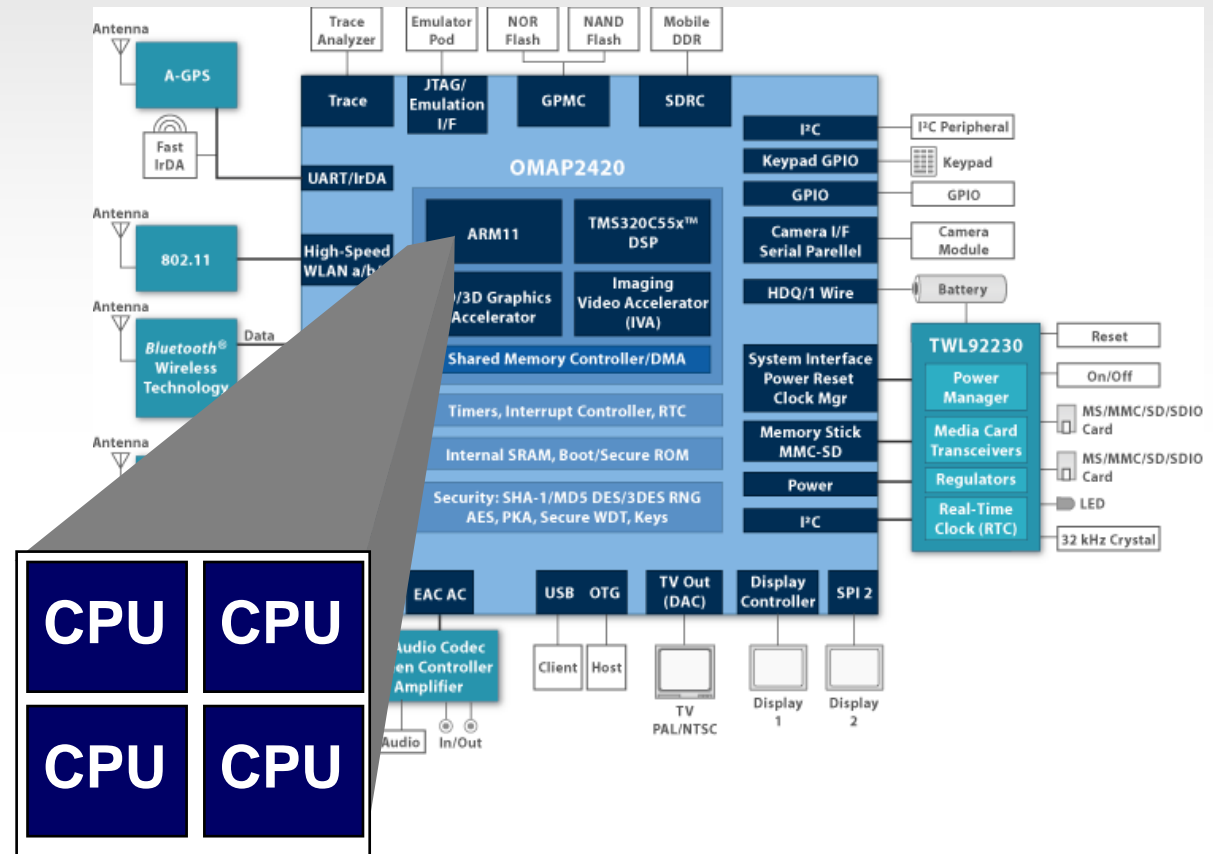 Antenna
A-GPS
Fast
IrDA
Antenna
802.11
Antenna
Bluetooth®
Wireless
Technology
Data
Antenna
Trace
Analyzer
Emulator
Pod
NOR
Flash
NAND
Flash
Mobile
DDR
Trace
JTAG/
Emulation
I/F
GPMC
SDRC
UART/IrDA
High-Speed
WLAN
OMAP2420
ARM11
TMS320C55x™
DSP
/3D Graphics
Accelerator
Imaging
Video Accelerator
(IVA)
Shared Memory Controller/DMA
Timers, Interrupt Controller, RTC
Internal SRAM, Boot/Secure ROM
Security: SHA-1/MD5 DES/3DES RNG
AES, PKA, Secure WDT, Keys
I²C
Keypad GPIO
GPIO
Camera I/F
Serial Parellel
HDQ/1 Wire
System Interface
Power Reset
Clock Mgr
Memory Stick
MMC-SD
Power
I²C
I²C Peripheral
Keypad
GPIO
Camera
Module
Battery
TWL92230
Power
Manager
Media Card
Transceivers
Regulators
Real-Time
Clock (RTC)
Reset
On/Off
MS/MMC/SD/SDIO
Card
MS/MMC/SD/SDIO
Card
LED
32 kHz Crystal
EAC AC
USB OTG
TV Out
(DAC)
Display
Controller
SPI 2
Audio Codec
Controller
Amplifier
Audio
In/Out
Client
Host
TV
PAL/NTSC
Display
1
Display
2
CPU CPU
CPU CPU